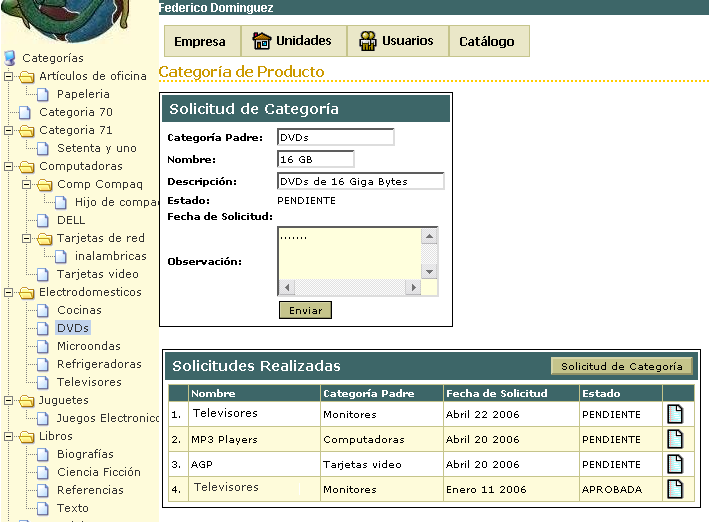 Federico Dominguez
Empresa
Unidades
Usuarios
Catálogo
Categorías
Artículos de oficina
Papeleria
Categoria 70
Categoria 71
Setenta y uno
Computadoras
Comp Compaq
Hijo de compa
DELL
Tarjetas de red
inalambricas
Tarjetas video
Electrodomesticos
Cocinas
DVDs
Microondas
Refrigeradoras
Televisores
Juguetes
Juegos Electronic
Libros
Biografías
Ciencia Ficción
Referencias
Texto
Categoría de Producto
Solicitud de Categoría
Categoría Padre: DVDs
Nombre: 16 GB
Descripción: DVDs de 16 Giga Bytes
Estado: PENDIENTE
Fecha de Solicitud:
Observación: .......
Enviar
Solicitudes Realizadas Solicitud de Categoría
Nombre Categoría Padre Fecha de Solicitud Estado
1. Televisores Monitores Abril 22 2006 PENDIENTE
2. MP3 Players Computadoras Abril 20 2006 PENDIENTE
3. AGP Tarjetas video Abril 20 2006 PENDIENTE
4. Televisores Monitores Enero 11 2006 APROBADA